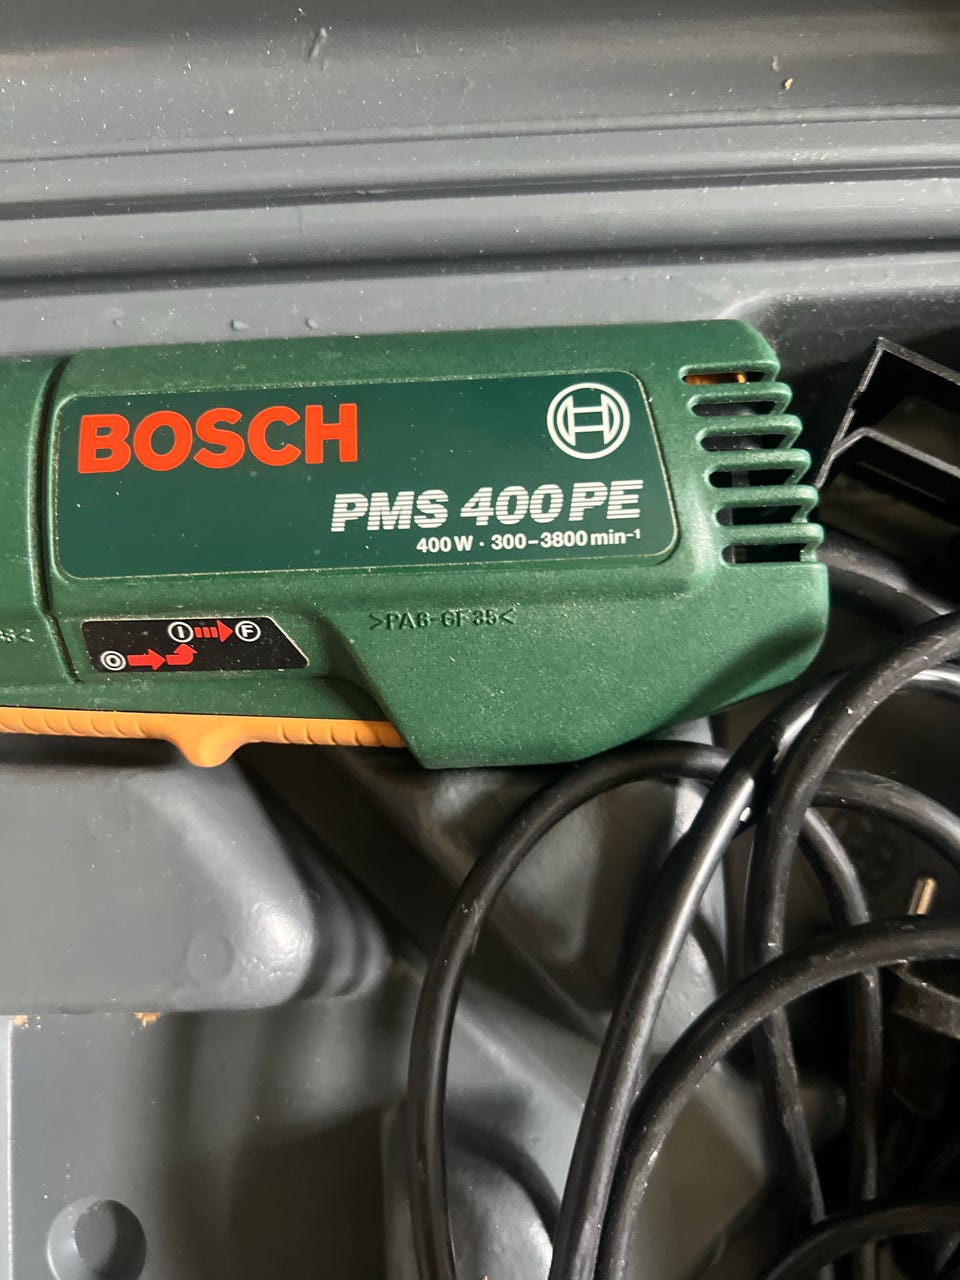 BOSCH
PMS 400 PE
400 W · 300–3800 min⁻¹
>PA6-GF35<
I F
O